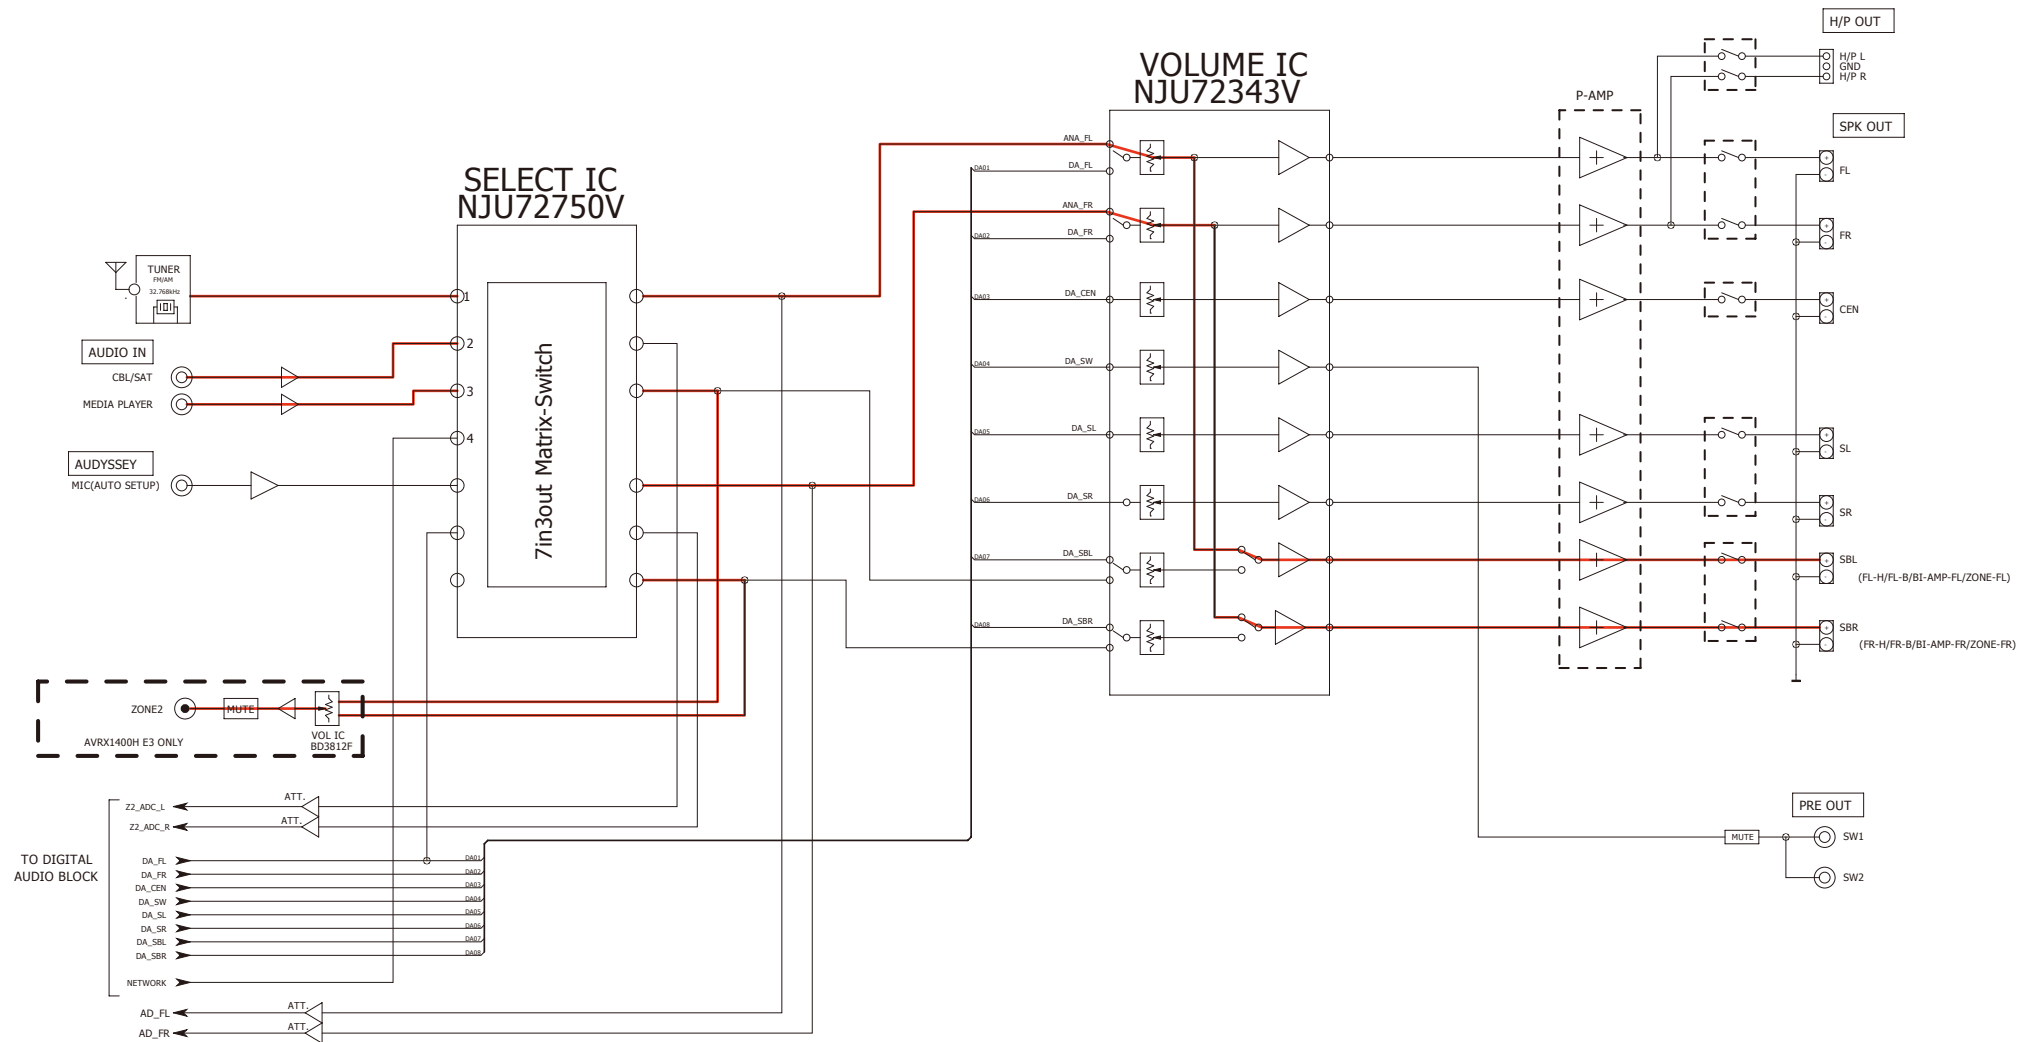 H/P OUT
H/P L
GND
H/P R
VOLUME IC
NJU72343V
P-AMP
SPK OUT
SELECT IC
NJU72750V
ANA_FL
DA01
DA_FL
FL
ANA_FR
DA02
DA_FR
FR
TUNER
FM/AM
32.768kHz
1
DA03
DA_CEN
CEN
AUDIO IN
2
CBL/SAT
DA04
DA_SW
3
MEDIA PLAYER
4
7in3out Matrix-Switch
DA05
DA_SL
SL
AUDYSSEY
MIC(AUTO SETUP)
DA06
DA_SR
SR
DA07
DA_SBL
SBL
(FL-H/FL-B/BI-AMP-FL/ZONE-FL)
DA08
DA_SBR
SBR
(FR-H/FR-B/BI-AMP-FR/ZONE-FR)
ZONE2
MUTE
VOL IC
BD3812F
AVRX1400H E3 ONLY
PRE OUT
Z2_ADC_L
ATT.
Z2_ADC_R
ATT.
MUTE
SW1
SW2
TO DIGITAL
AUDIO BLOCK
DA_FL
DA01
DA_FR
DA02
DA_CEN
DA03
DA_SW
DA04
DA_SL
DA05
DA_SR
DA06
DA_SBL
DA07
DA_SBR
DA08
NETWORK
AD_FL
ATT.
AD_FR
ATT.